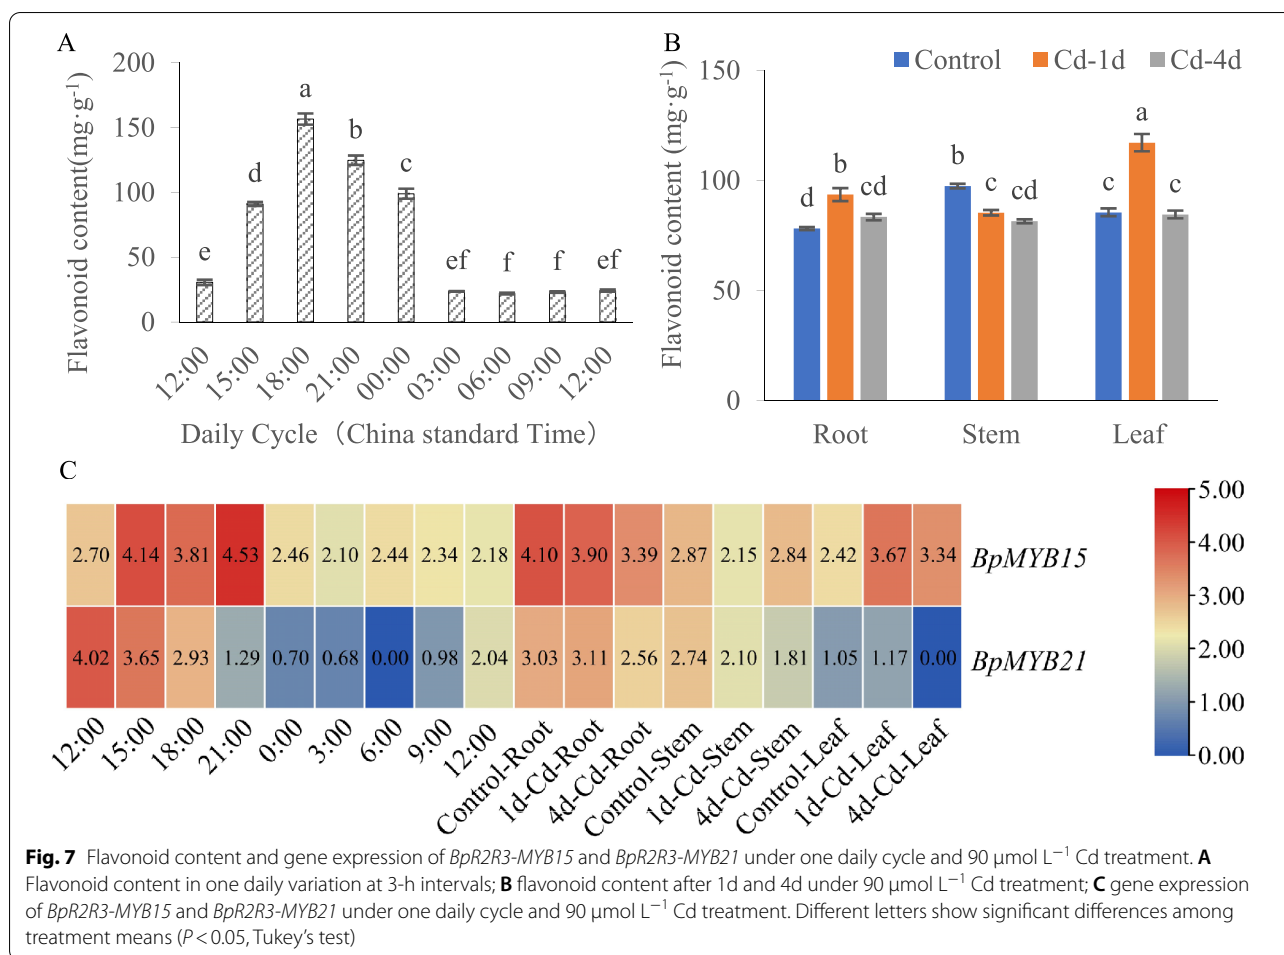 A
Flavonoid content(mg·g-1)
200
150
100
50
0
e
d
a
b
c
ef
f
f
ef
12:00
15:00
18:00
21:00
00:00
03:00
06:00
09:00
12:00
Daily Cycle（China standard Time）
B
Control
Cd-1d
Cd-4d
Flavonoid content (mg·g-1)
150
100
50
0
d
b
cd
b
c
cd
c
a
c
Root
Stem
Leaf
C
2.70 4.14 3.81 4.53 2.46 2.10 2.44 2.34 2.18 4.10 3.90 3.39 2.87 2.15 2.84 2.42 3.67 3.34 BpMYB15
4.02 3.65 2.93 1.29 0.70 0.68 0.00 0.98 2.04 3.03 3.11 2.56 2.74 2.10 1.81 1.05 1.17 0.00 BpMYB21
12:00
15:00
18:00
21:00
0:00
3:00
6:00
9:00
12:00
Control-Root
1d-Cd-Root
4d-Cd-Root
Control-Stem
1d-Cd-Stem
4d-Cd-Stem
Control-Leaf
1d-Cd-Leaf
4d-Cd-Leaf
5.00
4.00
3.00
2.00
1.00
0.00
Fig. 7 Flavonoid content and gene expression of BpR2R3-MYB15 and BpR2R3-MYB21 under one daily cycle and 90 μmol L−1 Cd treatment. A
Flavonoid content in one daily variation at 3-h intervals; B flavonoid content after 1d and 4d under 90 μmol L−1 Cd treatment; C gene expression
of BpR2R3-MYB15 and BpR2R3-MYB21 under one daily cycle and 90 μmol L−1 Cd treatment. Different letters show significant differences among
treatment means (P < 0.05, Tukey's test)